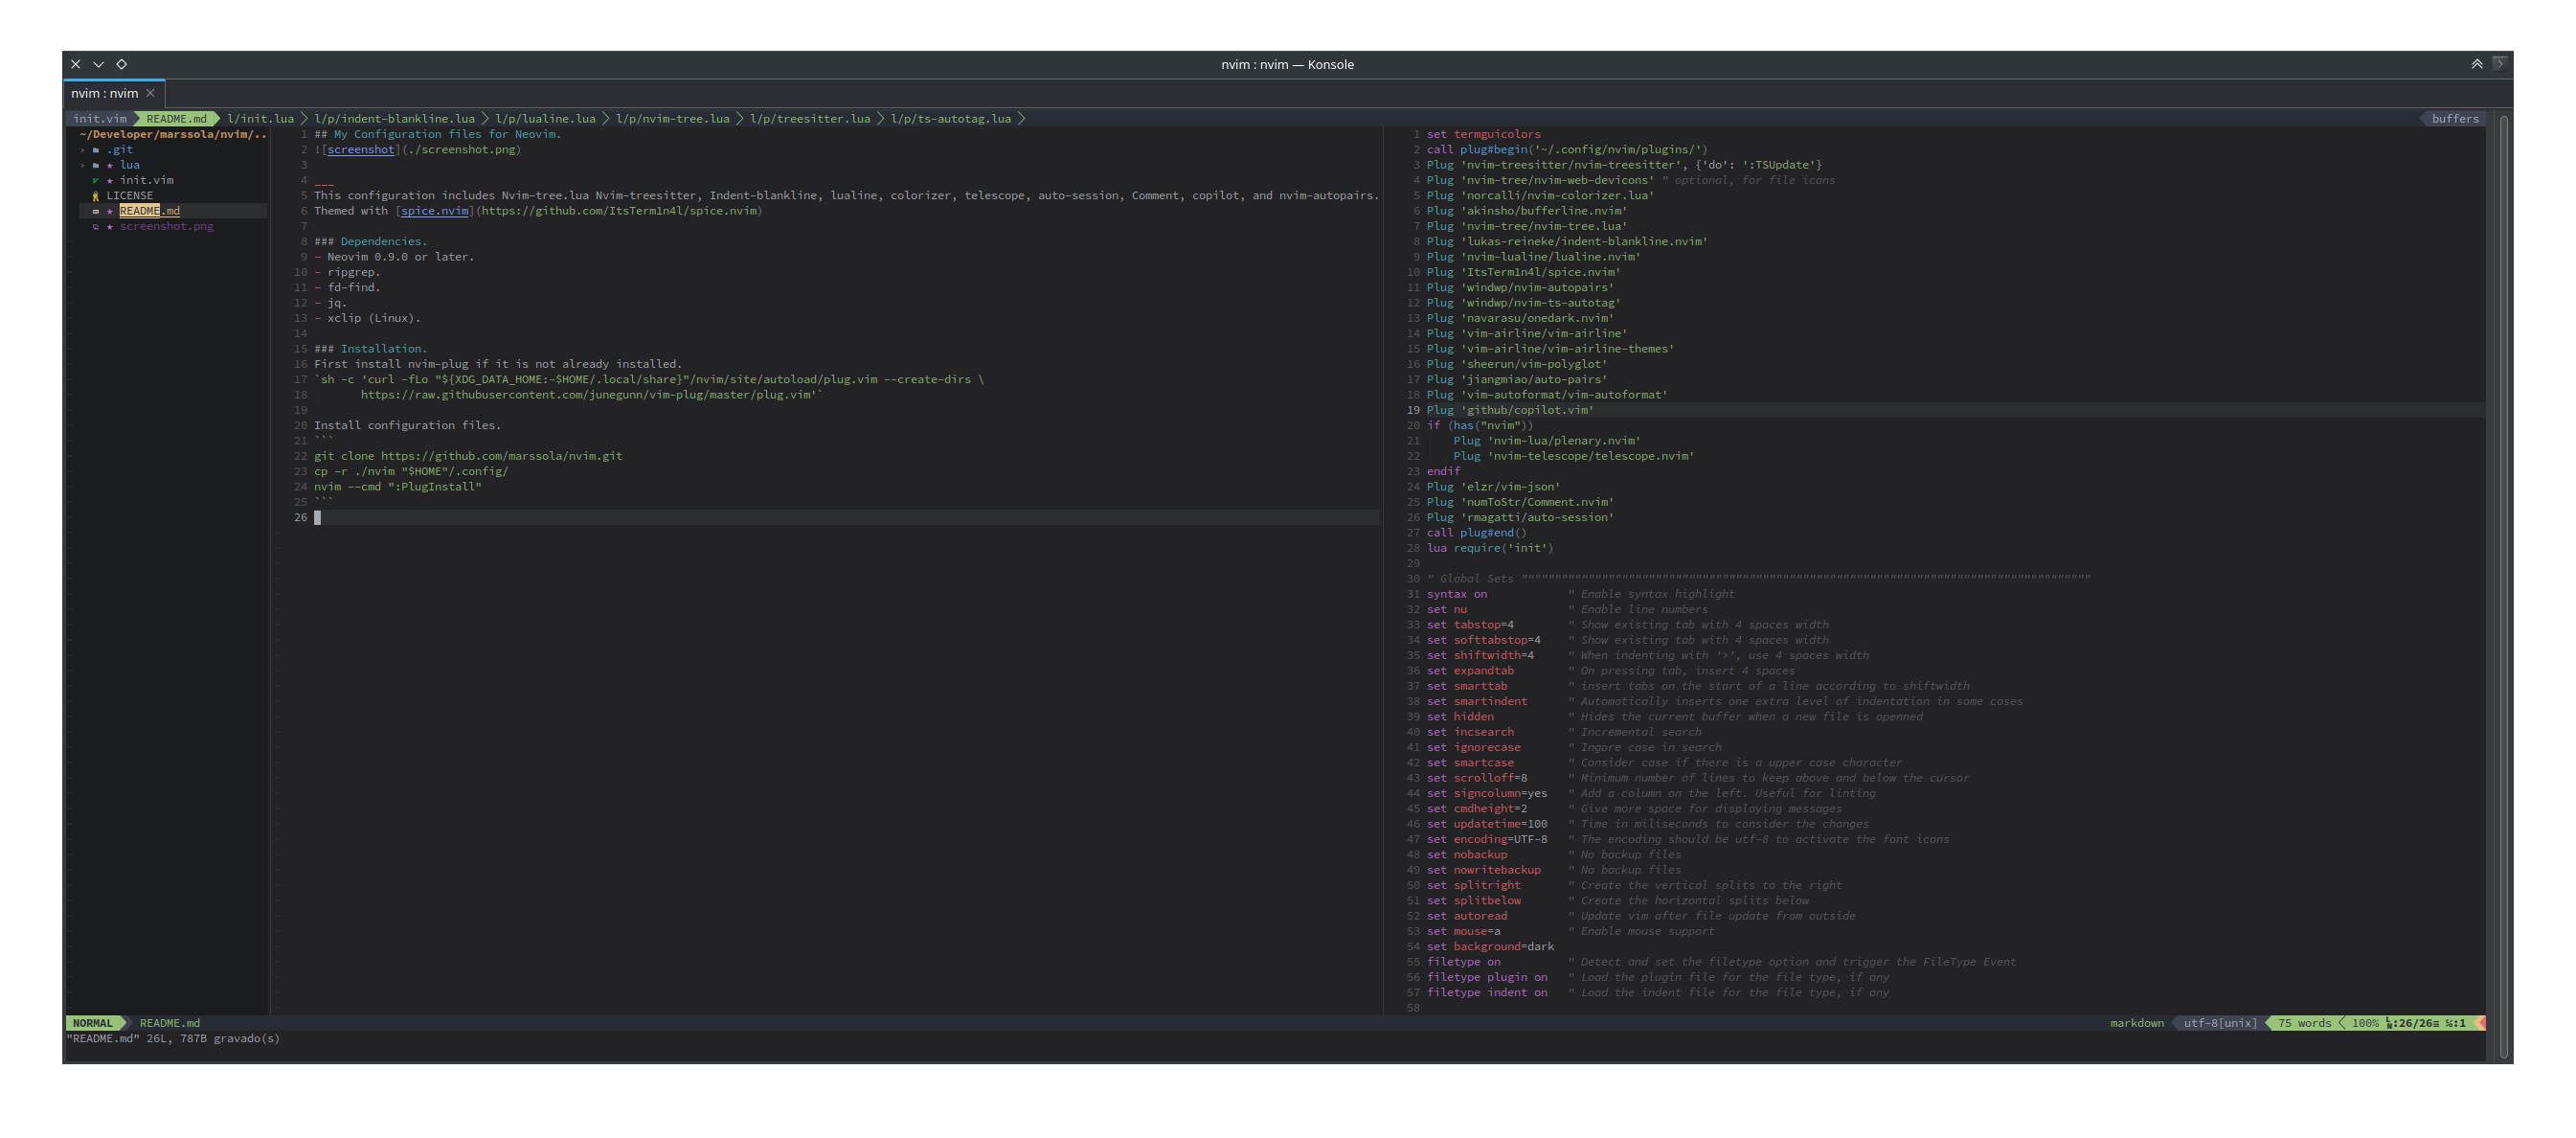 nvim : nvim — Konsole
nvim : nvim
init.vim README.md l/init.lua l/p/indent-blankline.lua l/p/lualine.lua l/p/nvim-tree.lua l/p/treesitter.lua l/p/ts-autotag.lua buffers
~/Developer/marssola/nvim/..
.git
lua
init.vim
LICENSE
README.md
screenshot.png
1 ## My Configuration files for Neovim.
2 ![screenshot](./screenshot.png)
3
4 ___
5 This configuration includes Nvim-tree.lua Nvim-treesitter, Indent-blankline, lualine, colorizer, telescope, auto-session, Comment, copilot, and nvim-autopairs.
6 Themed with [spice.nvim](https://github.com/ItsTerm1n4l/spice.nvim)
7
8 ### Dependencies.
9 - Neovim 0.9.0 or later.
10 - ripgrep.
11 - fd-find.
12 - jq.
13 - xclip (Linux).
14
15 ### Installation.
16 First install nvim-plug if it is not already installed.
17 `sh -c 'curl -fLo "${XDG_DATA_HOME:-$HOME/.local/share}"/nvim/site/autoload/plug.vim --create-dirs \
18 https://raw.githubusercontent.com/junegunn/vim-plug/master/plug.vim'`
19
20 Install configuration files.
21 ```
22 git clone https://github.com/marssola/nvim.git
23 cp -r ./nvim "$HOME"/.config/
24 nvim --cmd ":PlugInstall"
25 ```
26
1 set termguicolors
2 call plug#begin('~/.config/nvim/plugins/')
3 Plug 'nvim-treesitter/nvim-treesitter', {'do': ':TSUpdate'}
4 Plug 'nvim-tree/nvim-web-devicons' " optional, for file icons
5 Plug 'norcalli/nvim-colorizer.lua'
6 Plug 'akinsho/bufferline.nvim'
7 Plug 'nvim-tree/nvim-tree.lua'
8 Plug 'lukas-reineke/indent-blankline.nvim'
9 Plug 'nvim-lualine/lualine.nvim'
10 Plug 'ItsTerm1n4l/spice.nvim'
11 Plug 'windwp/nvim-autopairs'
12 Plug 'windwp/nvim-ts-autotag'
13 Plug 'navarasu/onedark.nvim'
14 Plug 'vim-airline/vim-airline'
15 Plug 'vim-airline/vim-airline-themes'
16 Plug 'sheerun/vim-polyglot'
17 Plug 'jiangmiao/auto-pairs'
18 Plug 'vim-autoformat/vim-autoformat'
19 Plug 'github/copilot.vim'
20 if (has("nvim"))
21 Plug 'nvim-lua/plenary.nvim'
22 Plug 'nvim-telescope/telescope.nvim'
23 endif
24 Plug 'elzr/vim-json'
25 Plug 'numToStr/Comment.nvim'
26 Plug 'rmagatti/auto-session'
27 call plug#end()
28 lua require('init')
29
30 " Global Sets """""""""""""""""""""""""""""""""""""""""""""""""""""""""""""""""""""""""""""""""""""
31 syntax on " Enable syntax highlight
32 set nu " Enable line numbers
33 set tabstop=4 " Show existing tab with 4 spaces width
34 set softtabstop=4 " Show existing tab with 4 spaces width
35 set shiftwidth=4 " When indenting with '>', use 4 spaces width
36 set expandtab " On pressing tab, insert 4 spaces
37 set smarttab " insert tabs on the start of a line according to shiftwidth
38 set smartindent " Automatically inserts one extra level of indentation in some cases
39 set hidden " Hides the current buffer when a new file is openned
40 set incsearch " Incremental search
41 set ignorecase " Ingore case in search
42 set smartcase " Consider case if there is a upper case character
43 set scrolloff=8 " Minimum number of lines to keep above and below the cursor
44 set signcolumn=yes " Add a column on the left. Useful for linting
45 set cmdheight=2 " Give more space for displaying messages
46 set updatetime=100 " Time in miliseconds to consider the changes
47 set encoding=UTF-8 " The encoding should be utf-8 to activate the font icons
48 set nobackup " No backup files
49 set nowritebackup " No backup files
50 set splitright " Create the vertical splits to the right
51 set splitbelow " Create the horizontal splits below
52 set autoread " Update vim after file update from outside
53 set mouse=a " Enable mouse support
54 set background=dark
55 filetype on " Detect and set the filetype option and trigger the FileType Event
56 filetype plugin on " Load the plugin file for the file type, if any
57 filetype indent on " Load the indent file for the file type, if any
58
NORMAL README.md markdown utf-8[unix] 75 words 100% :26/26≡ ℅:1
"README.md" 26L, 787B gravado(s)